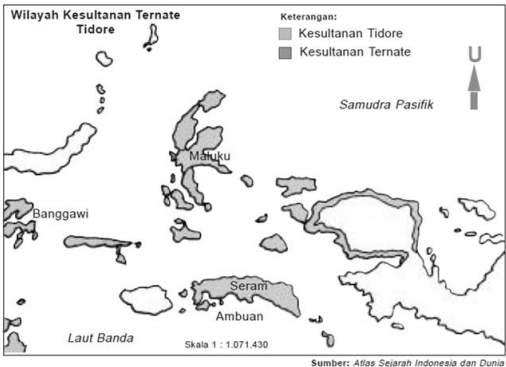 Wilayah Kesultanan Ternate
Tidore
Keterangan:
Kesultanan Tidore
Kesultanan Ternate
U
Samudra Pasifik
Maluku
Banggawi
Seram
Ambuan
Laut Banda
Skala 1 : 1.071.430
Sumber: Atlas Sejarah Indonesia dan Dunia